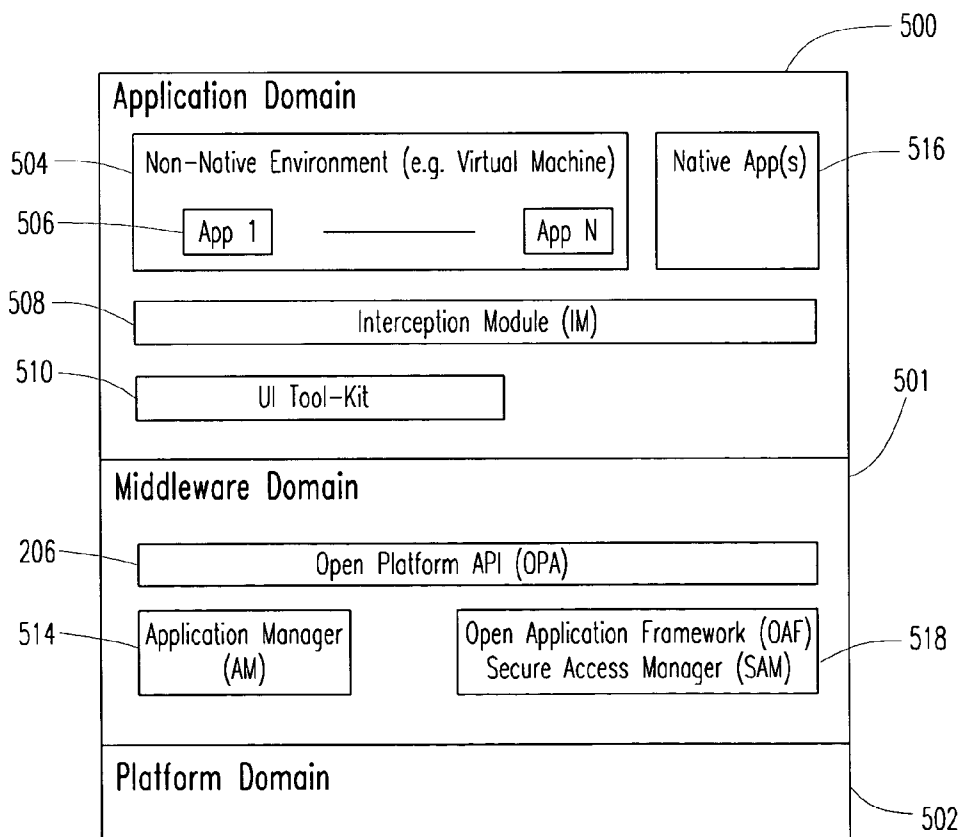 500
Application Domain
504
Non-Native Environment (e.g. Virtual Machine)
Native App(s)
516
506
App 1
App N
508
Interception Module (IM)
510
UI Tool-Kit
501
Middleware Domain
206
Open Platform API (OPA)
514
Application Manager
(AM)
Open Application Framework (OAF)
Secure Access Manager (SAM)
518
Platform Domain
502